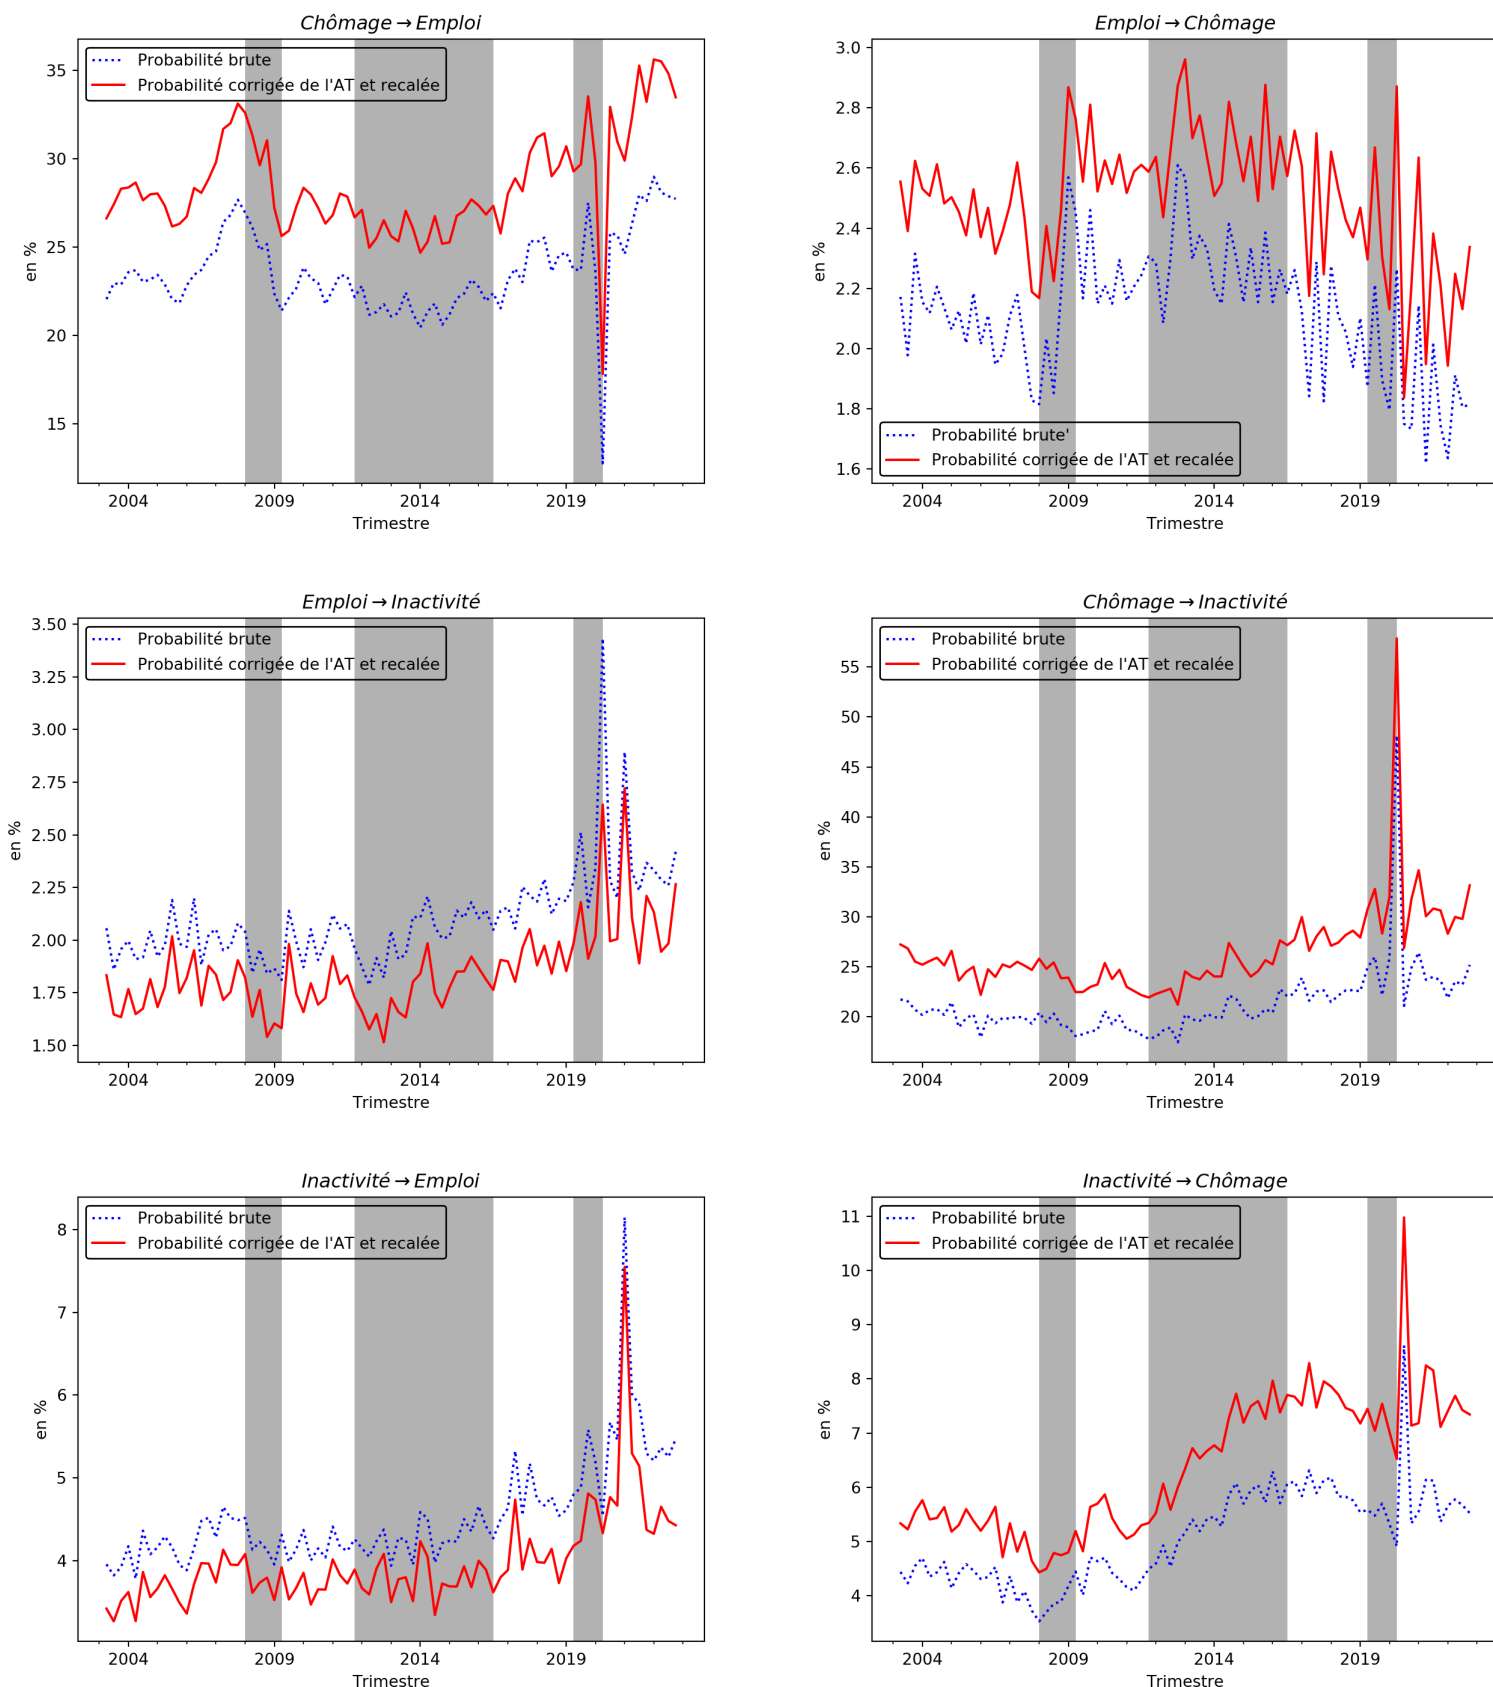 Chômage → Emploi
Probabilité brute
Probabilité corrigée de l'AT et recalée
35
30
25
20
15
en %
2004 2009 2014 2019
Trimestre
Emploi → Chômage
3.0
2.8
2.6
2.4
2.2
2.0
1.8
1.6
en %
Probabilité brute'
Probabilité corrigée de l'AT et recalée
2004 2009 2014 2019
Trimestre
Emploi → Inactivité
Probabilité brute
Probabilité corrigée de l'AT et recalée
3.50
3.25
3.00
2.75
2.50
2.25
2.00
1.75
1.50
en %
2004 2009 2014 2019
Trimestre
Chômage → Inactivité
Probabilité brute
Probabilité corrigée de l'AT et recalée
55
50
45
40
35
30
25
20
en %
2004 2009 2014 2019
Trimestre
Inactivité → Emploi
Probabilité brute
Probabilité corrigée de l'AT et recalée
8
7
6
5
4
en %
2004 2009 2014 2019
Trimestre
Inactivité → Chômage
Probabilité brute
Probabilité corrigée de l'AT et recalée
11
10
9
8
7
6
5
4
en %
2004 2009 2014 2019
Trimestre